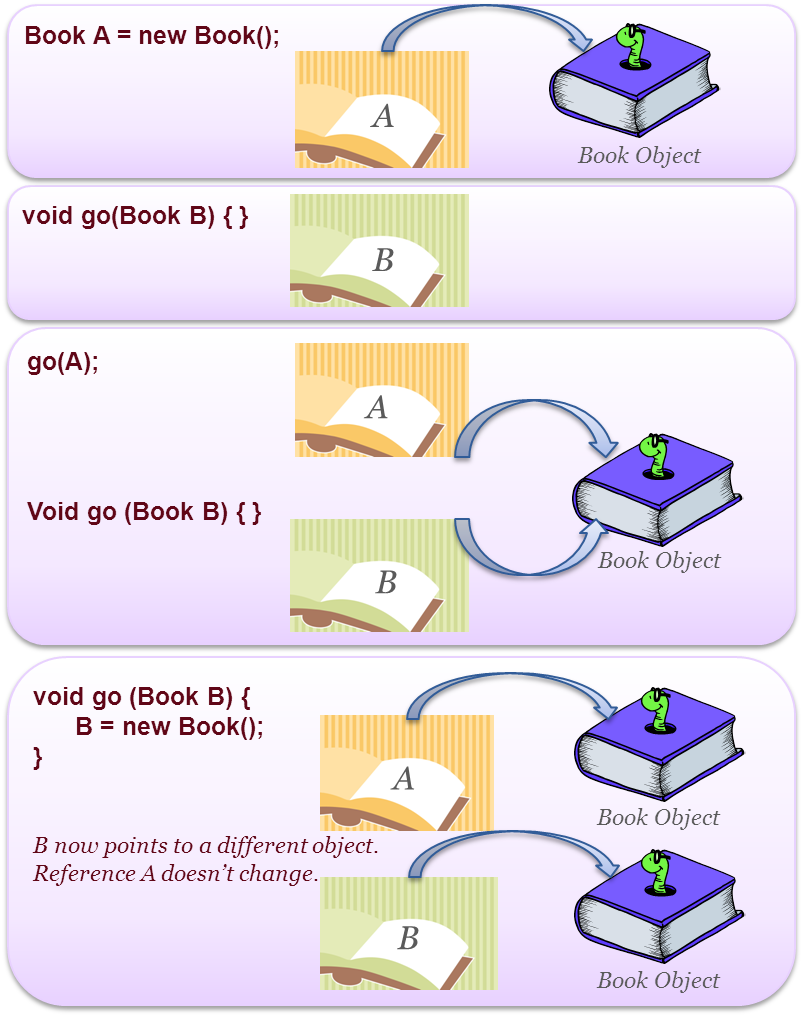 Book A = new Book();
A
Book Object
void go(Book B) { }
B
go(A);
A
Void go (Book B) { }
Book Object
B
void go (Book B) {
B = new Book();
}
A
Book Object
B now points to a different object.
Reference A doesn't change.
B
Book Object